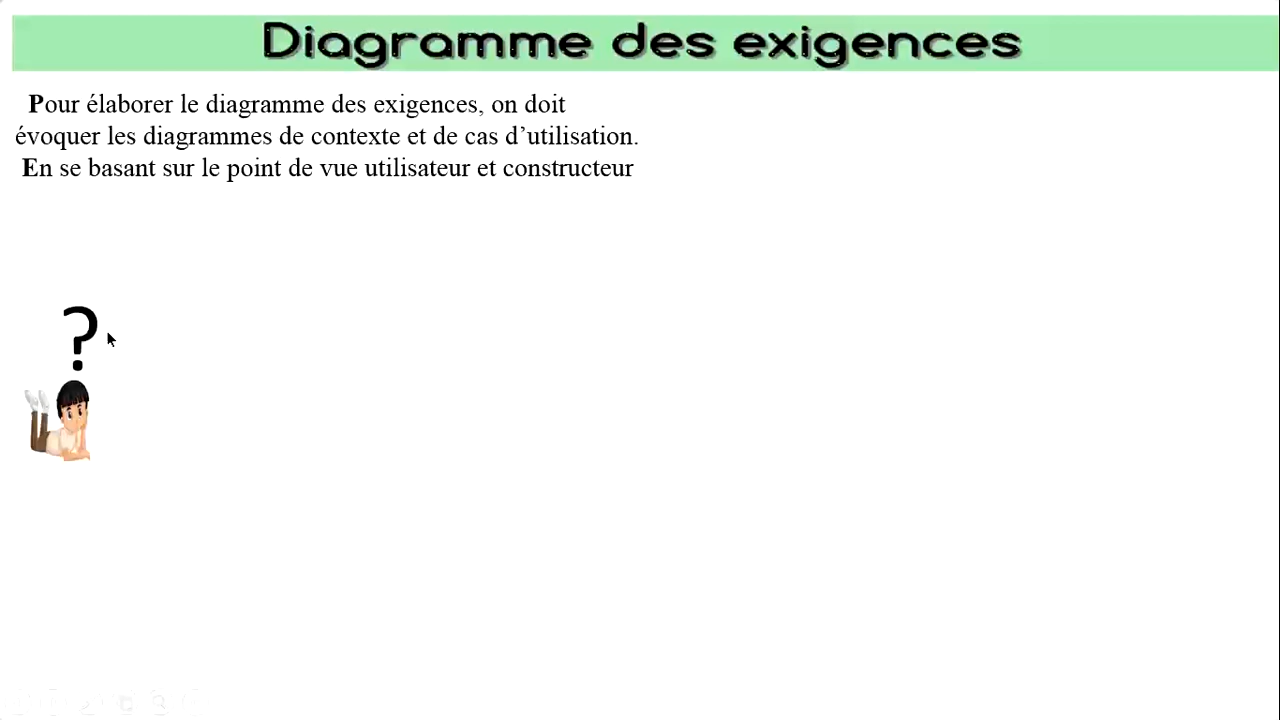 Diagramme des exigences
Pour élaborer le diagramme des exigences, on doit
évoquer les diagrammes de contexte et de cas d’utilisation.
En se basant sur le point de vue utilisateur et constructeur
?